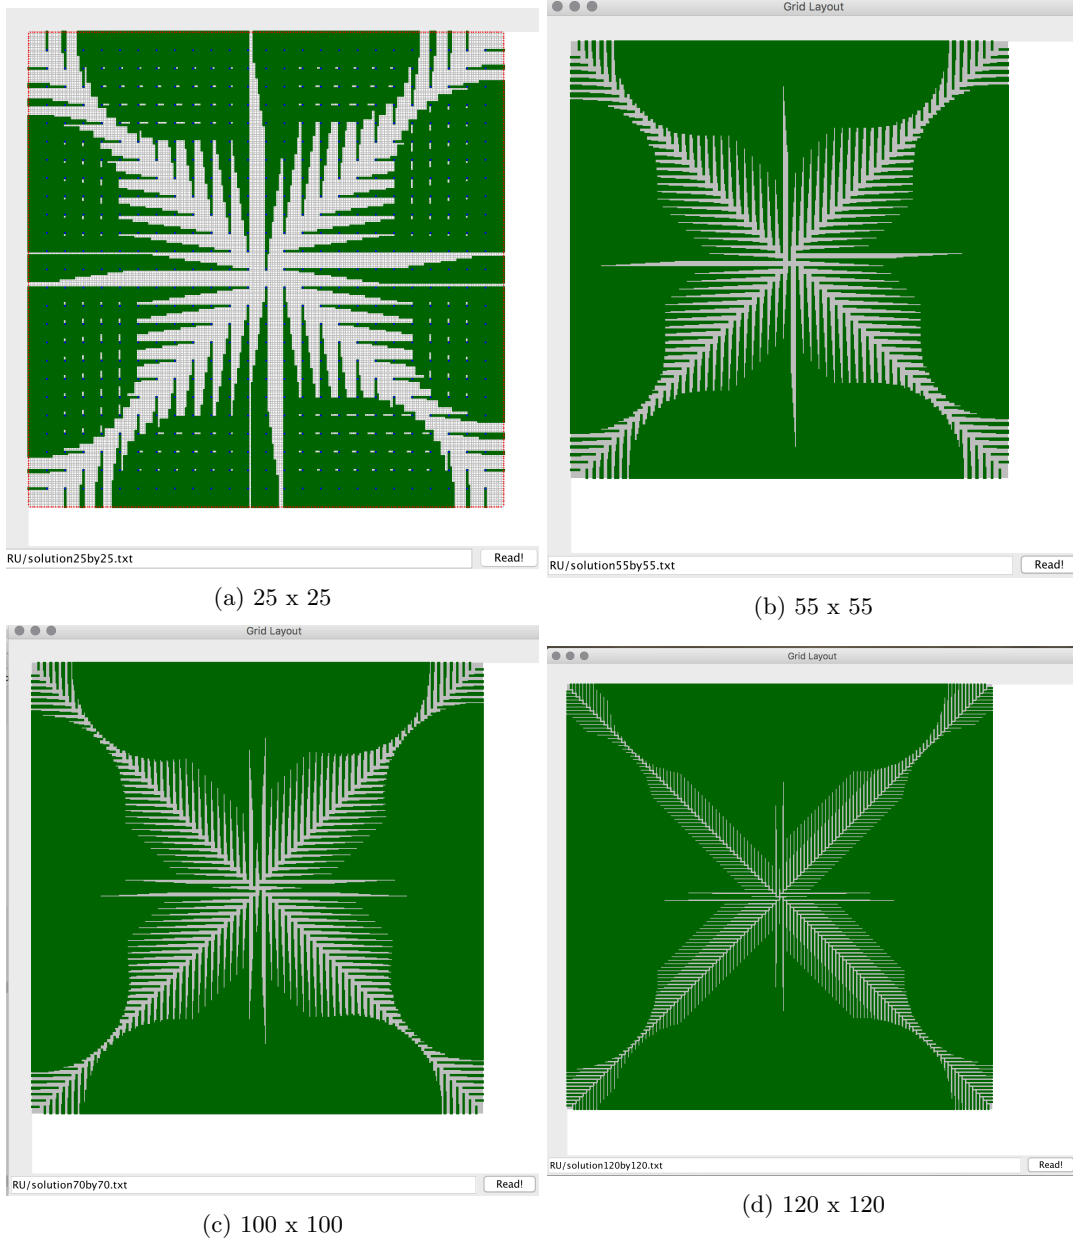 Grid Layout
RU/solution25by25.txt
Read!
RU/solution55by55.txt
Read!
(a) 25 x 25
(b) 55 x 55
Grid Layout
Grid Layout
RU/solution70by70.txt
Read!
RU/solution120by120.txt
Read!
(c) 100 x 100
(d) 120 x 120